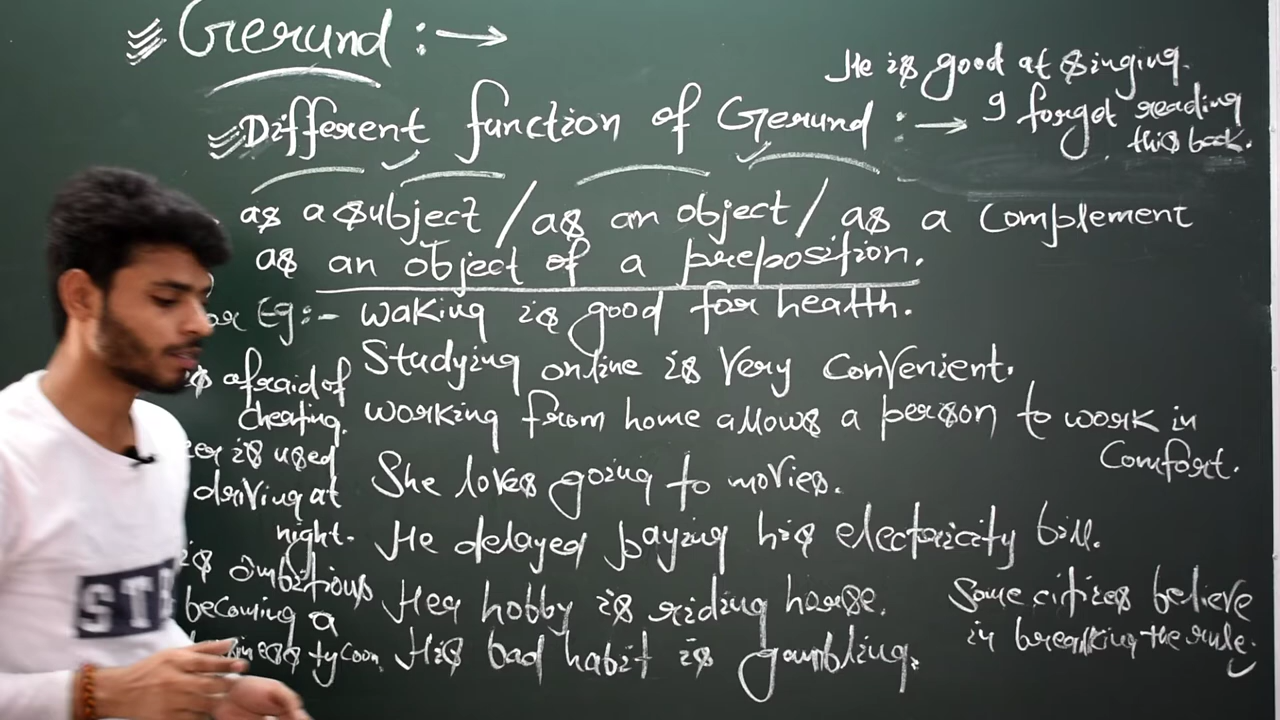 Gerund :→
He is good at singing.
Different function of Gerund :→ I forget reading
this book.
as a subject / as an object / as a complement
as an object of a preposition.
Eg:- waking is good for health.
Studying online is very convenient.
afraid of
cheating.
working from home allows a person to work in
Comfort.
is used
driving at
night.
She loves going to movies.
He delayed paying his electricity bill.
is ambitious
becoming a
tycoon
Her hobby is riding horse.
His bad habit is gambling.
Some citizes believe
in breaking the rule.